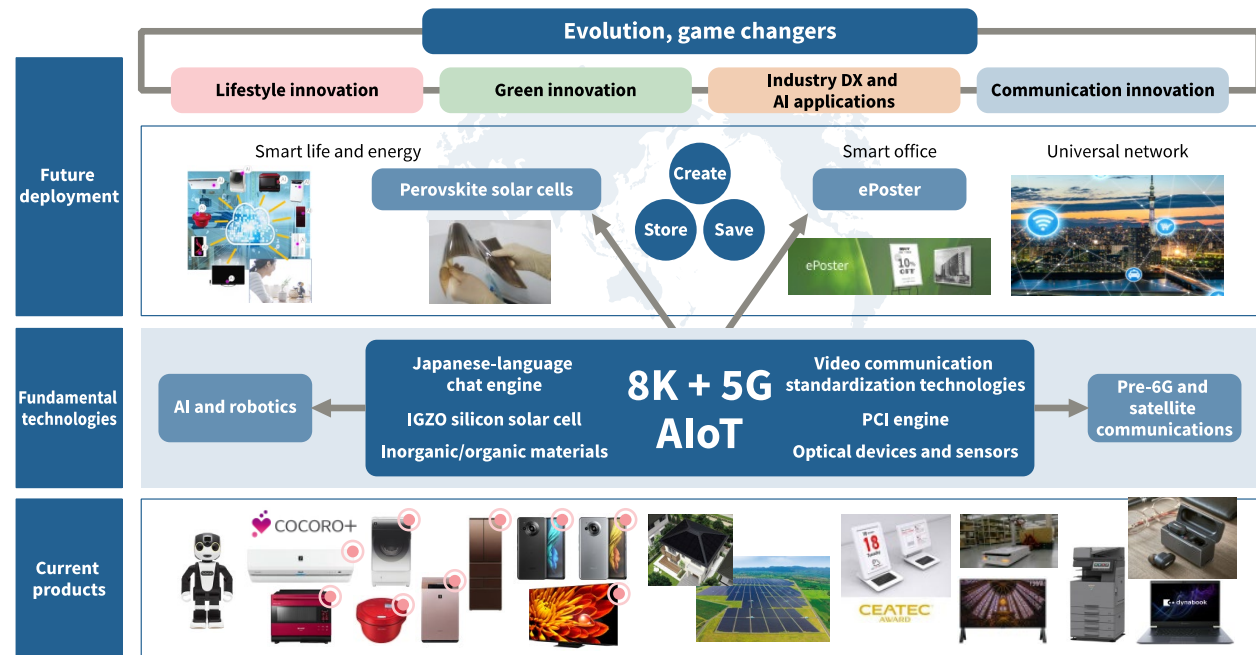 Evolution, game changers
Lifestyle innovation
Green innovation
Industry DX and
AI applications
Communication innovation
Future
deployment
Smart life and energy
Perovskite solar cells
Create
Store
Save
Smart office
ePoster
Universal network
ePoster
10%
OFF
Fundamental
technologies
AI and robotics
Japanese-language
chat engine
IGZO silicon solar cell
Inorganic/organic materials
8K + 5G
AIoT
Video communication
standardization technologies
PCI engine
Optical devices and sensors
Pre-6G and
satellite
communications
Current
products
COCORO+
18
Tuesday
CEATEC
AWARD
dynabook